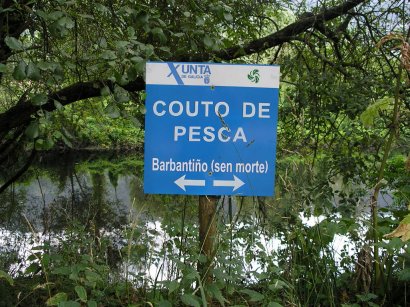 XUNTA
DE GALICIA
COUTO DE
PESCA
Barbantiño (sen morte)